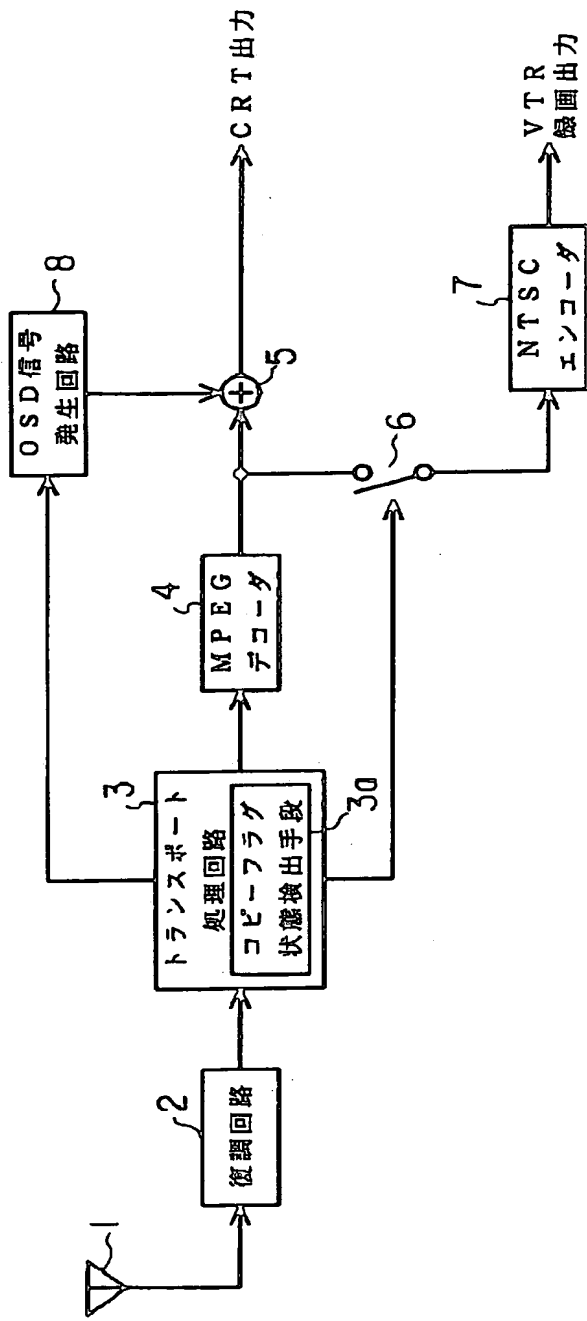 1
2
復調回路
3
トランスポート
処理回路
コピーフラグ
状態検出手段
3a
4
MPEG
デコーダ
OSD信号
発生回路
8
5
CRT出力
6
7
NTSC
エンコーダ
VTR
録画出力